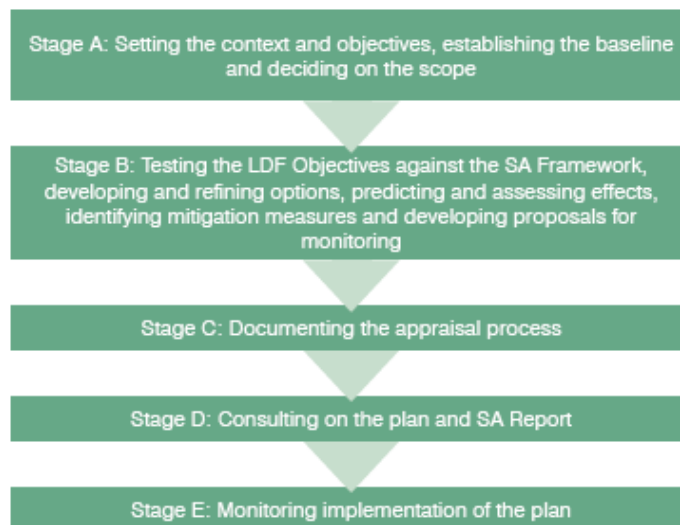 Stage A: Setting the context and objectives, establishing the baseline
and deciding on the scope
Stage B: Testing the LDF Objectives against the SA Framework,
developing and refining options, predicting and assessing effects,
identifying mitigation measures and developing proposals for
monitoring
Stage C: Documenting the appraisal process
Stage D: Consulting on the plan and SA Report
Stage E: Monitoring implementation of the plan